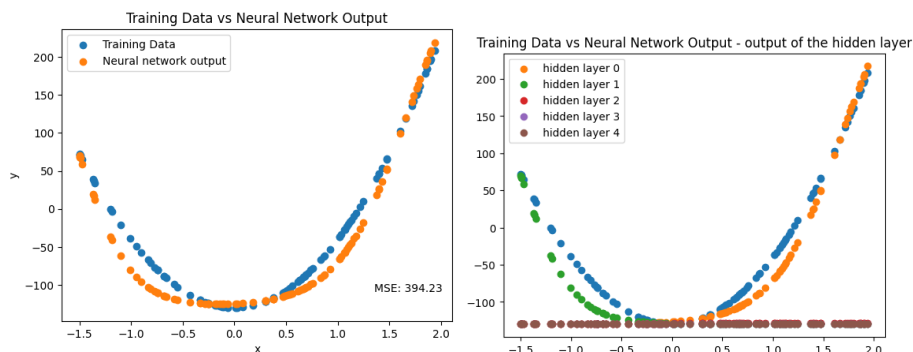 Training Data vs Neural Network Output
Training Data
Neural network output
200
150
100
50
0
−50
−100
y
MSE: 394.23
−1.5
−1.0
−0.5
0.0
0.5
1.0
1.5
2.0
x
Training Data vs Neural Network Output - output of the hidden layer
hidden layer 0
hidden layer 1
hidden layer 2
hidden layer 3
hidden layer 4
200
150
100
50
0
−50
−100
−1.5
−1.0
−0.5
0.0
0.5
1.0
1.5
2.0